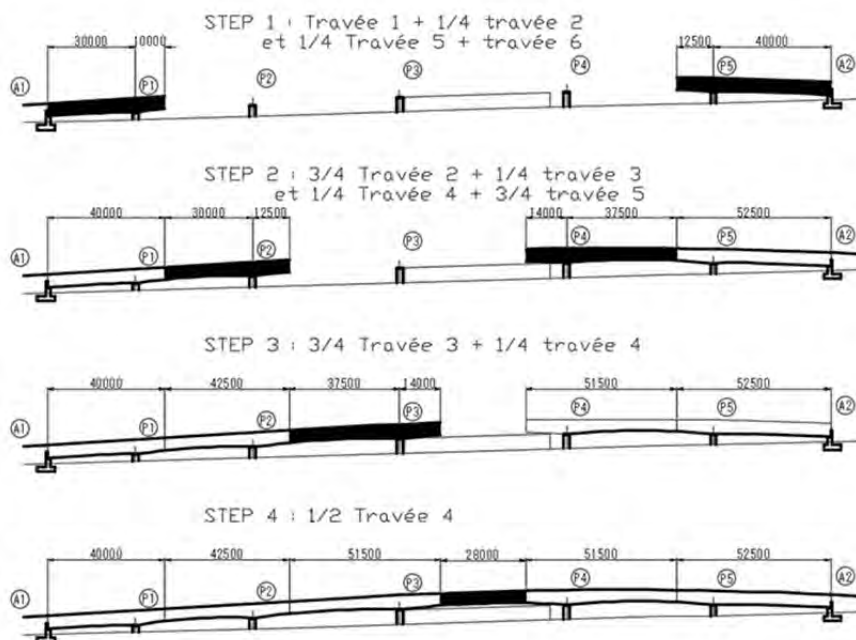 STEP 1 : Travée 1 + 1/4 travée 2
et 1/4 Travée 5 + travée 6
30000 10000 12500 40000
A1 P1 P2 P3 P4 P5 A2
STEP 2 : 3/4 Travée 2 + 1/4 travée 3
et 1/4 Travée 4 + 3/4 travée 5
40000 30000 12500 14000 37500 52500
A1 P1 P2 P3 P4 P5 A2
STEP 3 : 3/4 Travée 3 + 1/4 travée 4
40000 42500 37500 14000 51500 52500
A1 P1 P2 P3 P4 P5 A2
STEP 4 : 1/2 Travée 4
40000 42500 51500 28000 51500 52500
A1 P1 P2 P3 P4 P5 A2